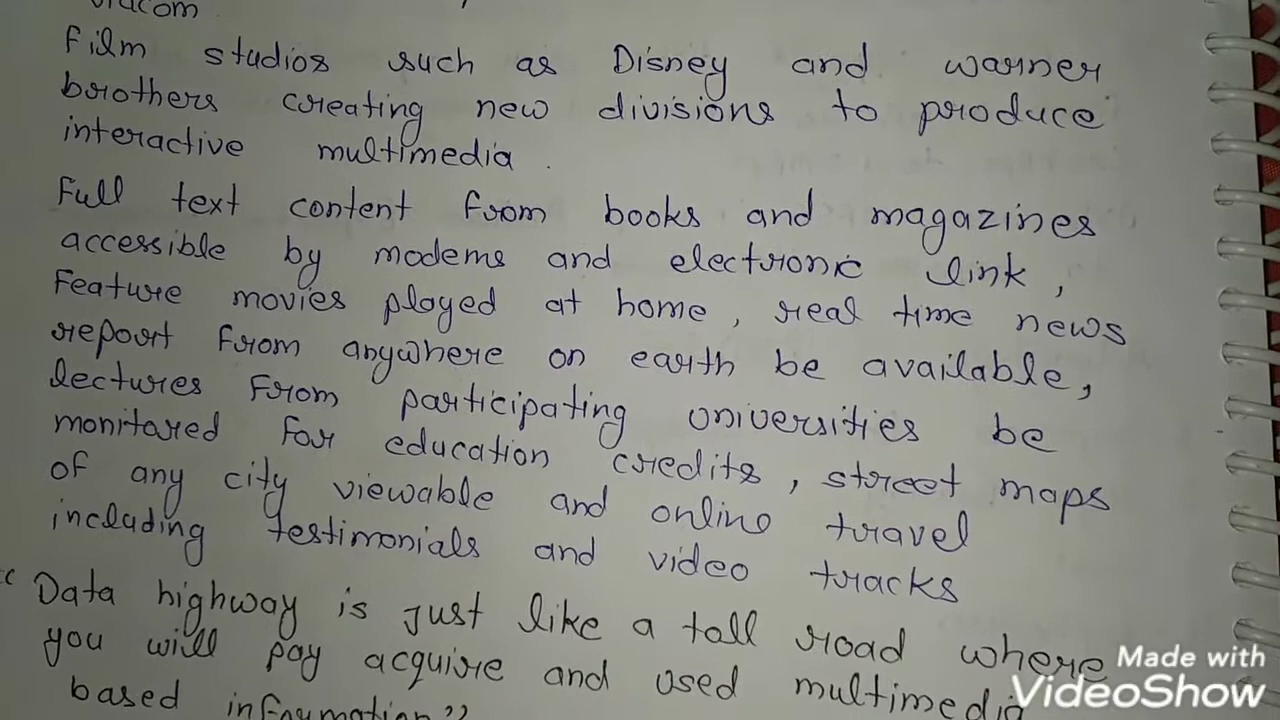 viacom
Film studios such as Disney and warner
brothers creating new divisions to produce
interactive multimedia.
Full text content from books and magazines
accessible by modems and electronic link,
Feature movies played at home, real time news
report from anywhere on earth be available,
lectures From participating universities be
monitored for education credits, street maps
of any city viewable and online travel
including testimonials and video tracks
"Data highway is just like a toll road where
you will pay acquire and used multimedia
based information"
Made with
VideoShow